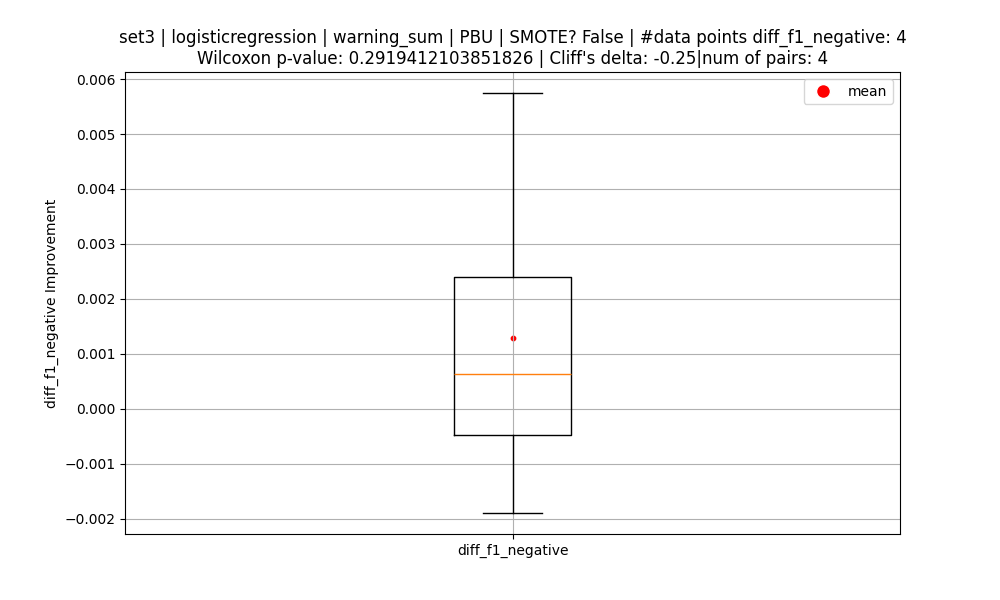 set3 | logisticregression | warning_sum | PBU | SMOTE? False | #data points diff_f1_negative: 4
Wilcoxon p-value: 0.2919412103851826 | Cliff's delta: -0.25|num of pairs: 4
mean
0.006
0.005
0.004
0.003
0.002
0.001
0.000
−0.001
−0.002
diff_f1_negative Improvement
diff_f1_negative